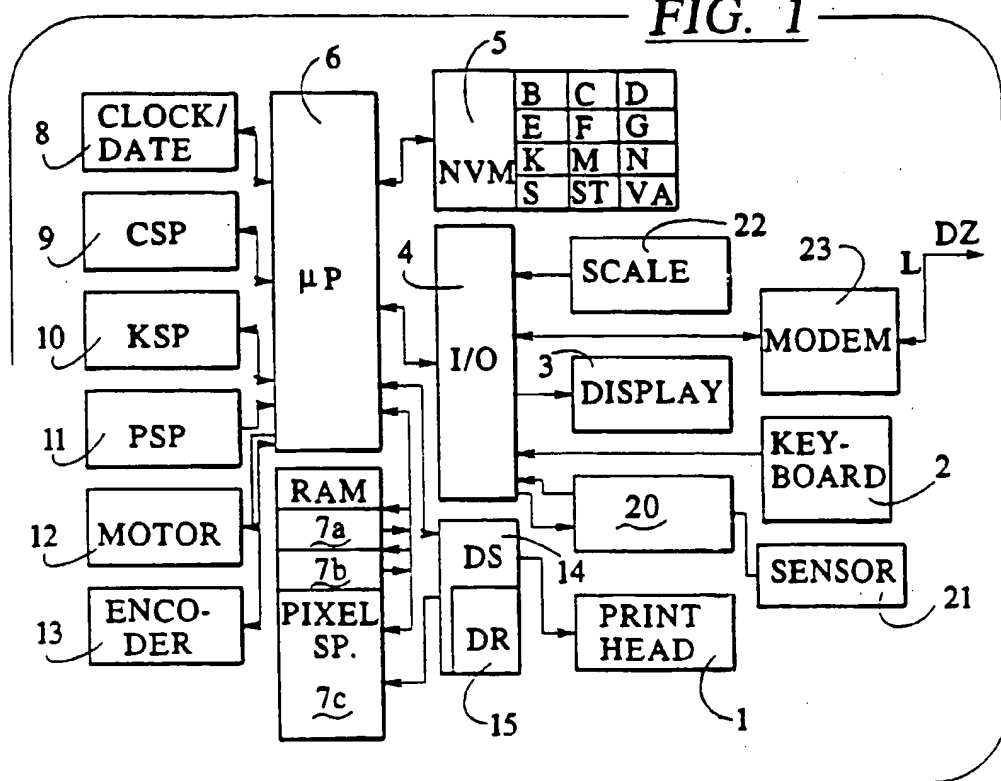 FIG. 1
6
5
8
CLOCK/
DATE
B C D
E F G
K M N
S ST VA
NVM
9
CSP
μP
4
22
SCALE
23
L
DZ
10
KSP
I/O
MODEM
3
DISPLAY
11
PSP
KEY-
BOARD
2
RAM
7a
7b
20
12
MOTOR
DS
14
SENSOR
21
13
ENCO-
DER
PIXEL
SP.
7c
DR
15
PRINT
HEAD
1